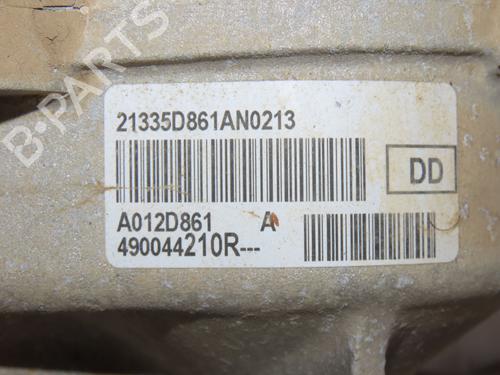 B-PARTS
21335D861AN0213
DD
A012D861 A
490044210R---